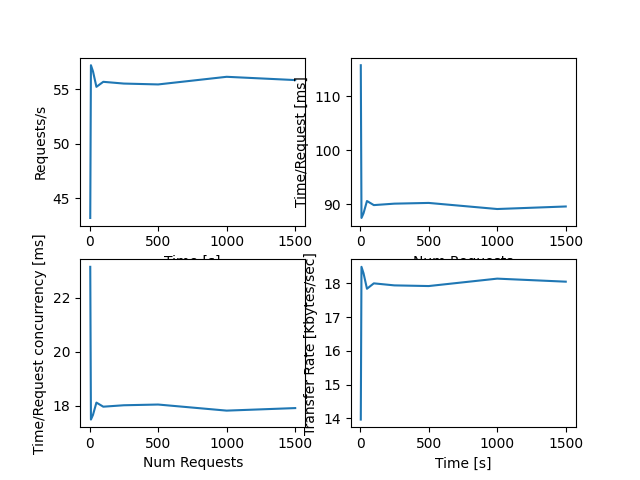 Requests/s
55
50
45
0 500 1000 1500
Time [s]
Time/Request [ms]
110
100
90
0 500 1000 1500
Num Requests
Time/Request concurrency [ms]
22
20
18
0 500 1000 1500
Num Requests
Transfer Rate [Kbytes/sec]
18
17
16
15
14
0 500 1000 1500
Time [s]